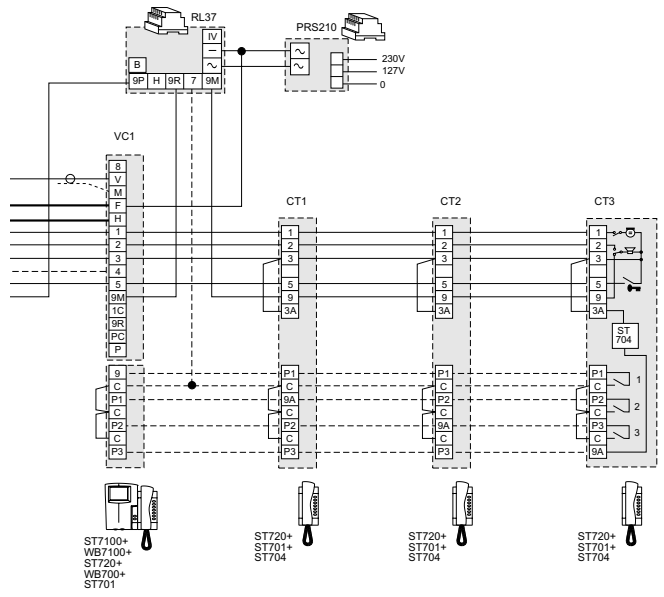 RL37
PRS210
IV
–
~
~
~
~
B
9P H 9R 7 9M
230V
127V
0
VC1
8
V
M
F
H
1
2
3
4
5
9M
1C
9R
PC
P
9
C
P1
C
P2
C
P3
CT1
1
2
3
5
9
3A
P1
C
9A
C
P2
C
P3
CT2
1
2
3
5
9
3A
P1
C
P2
C
9A
C
P3
CT3
1
2
3
5
9
3A
ST
704
P1
C
P2
C
P3
C
9A
1
2
3
ST7100+
WB7100+
ST720+
WB700+
ST701
ST720+
ST701+
ST704
ST720+
ST701+
ST704
ST720+
ST701+
ST704